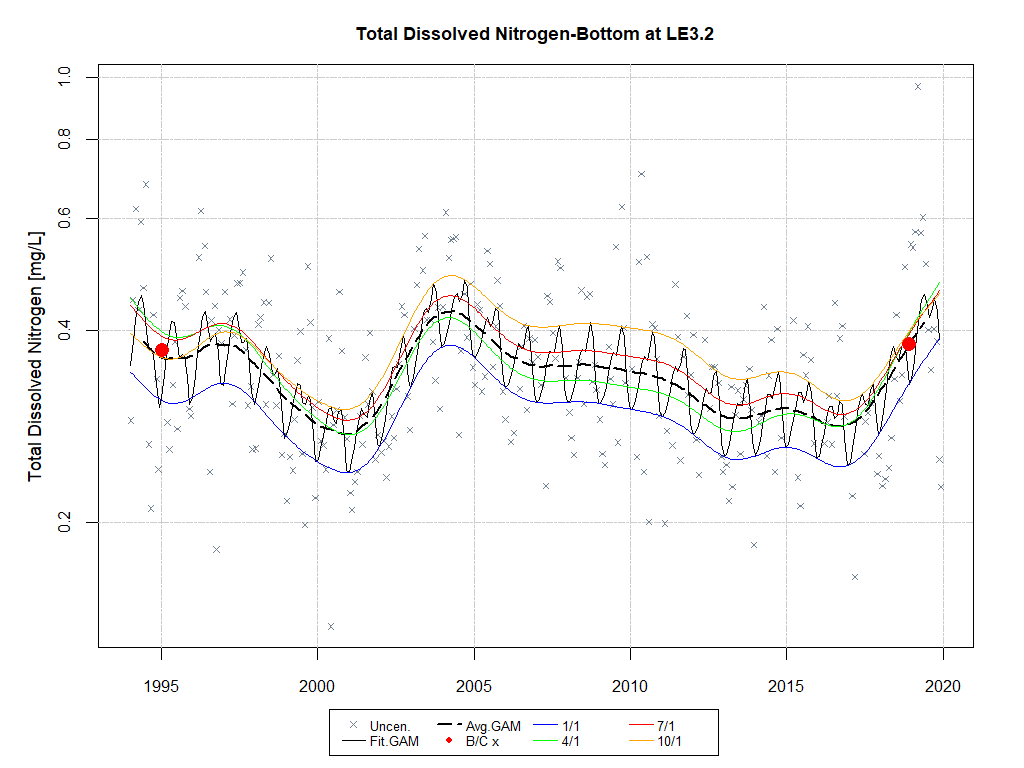 Total Dissolved Nitrogen-Bottom at LE3.2
Total Dissolved Nitrogen [mg/L]
1.0
0.8
0.6
0.4
0.2
1995 2000 2005 2010 2015 2020
Uncen. Avg.GAM 1/1 7/1
Fit.GAM B/C x 4/1 10/1